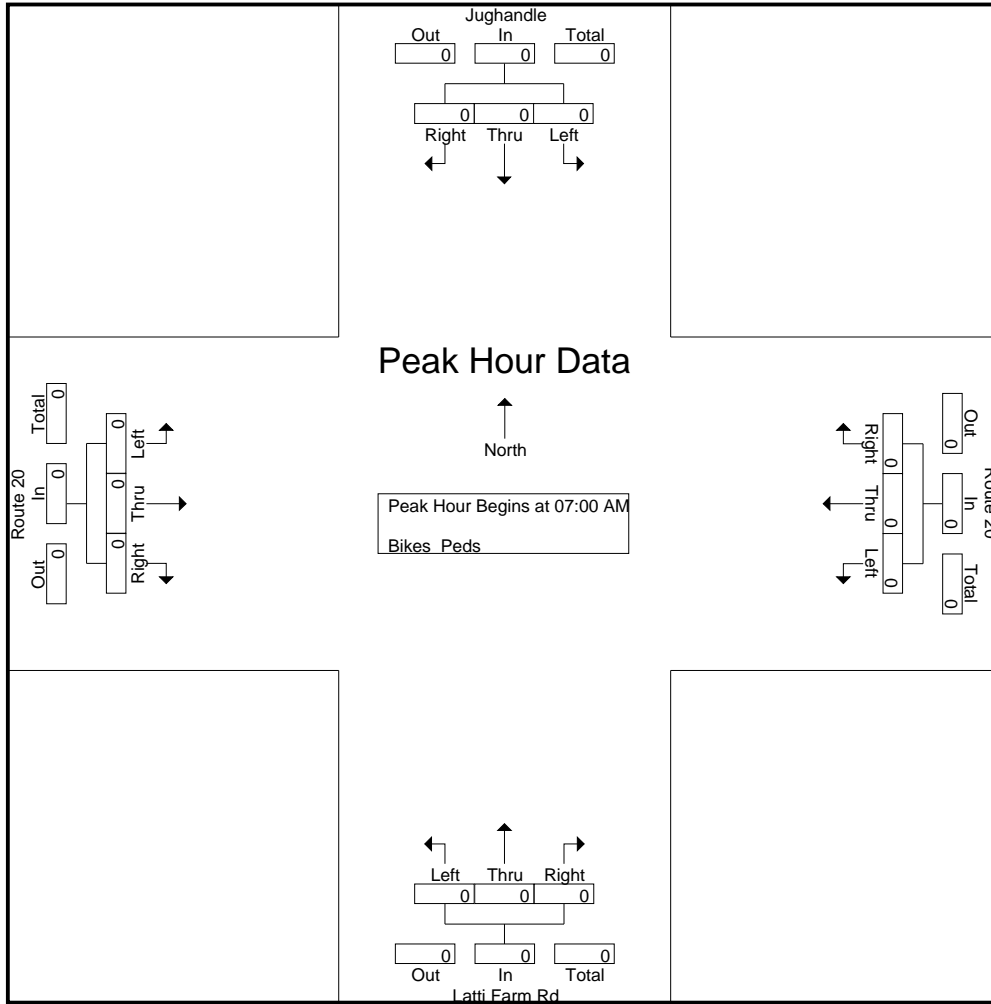 Jughandle
Out In Total
0 0 0
0 0 0
Right Thru Left
Peak Hour Data
North
Peak Hour Begins at 07:00 AM
Bikes Peds
Route 20
Total In Out
0 0 0
0 0 0
Left Thru Right
Route 20
Out In Total
0 0 0
0 0 0
Right Thru Left
Left Thru Right
0 0 0
0 0 0
Out In Total
Latti Farm Rd